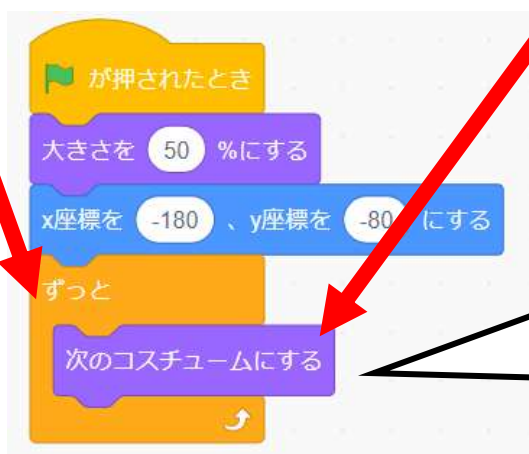 が押されたとき
大きさを 50 %にする
x座標を -180 、y座標を -80 にする
ずっと
次のコスチュームにする